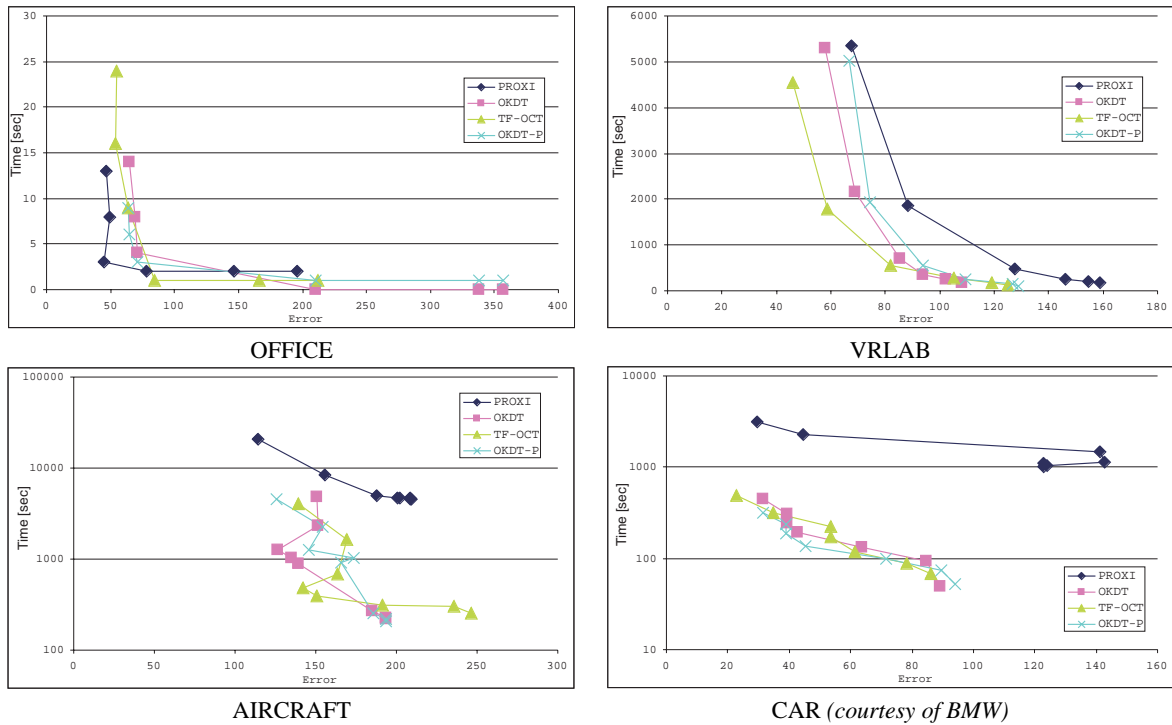 30
25
20
15
10
5
0
0 50 100 150 200 250 300 350 400
Time [sec]
Error
PROXI
OKDT
TF-OCT
OKDT-P
OFFICE
6000
5000
4000
3000
2000
1000
0
0 20 40 60 80 100 120 140 160 180
Time [sec]
Error
PROXI
OKDT
TF-OCT
OKDT-P
VRLAB
100000
10000
1000
100
0 50 100 150 200 250 300
Time [sec]
Error
PROXI
OKDT
TF-OCT
OKDT-P
AIRCRAFT
10000
1000
100
10
0 20 40 60 80 100 120 140 160
Time [sec]
Error
PROXI
OKDT
TF-OCT
OKDT-P
CAR (courtesy of BMW)